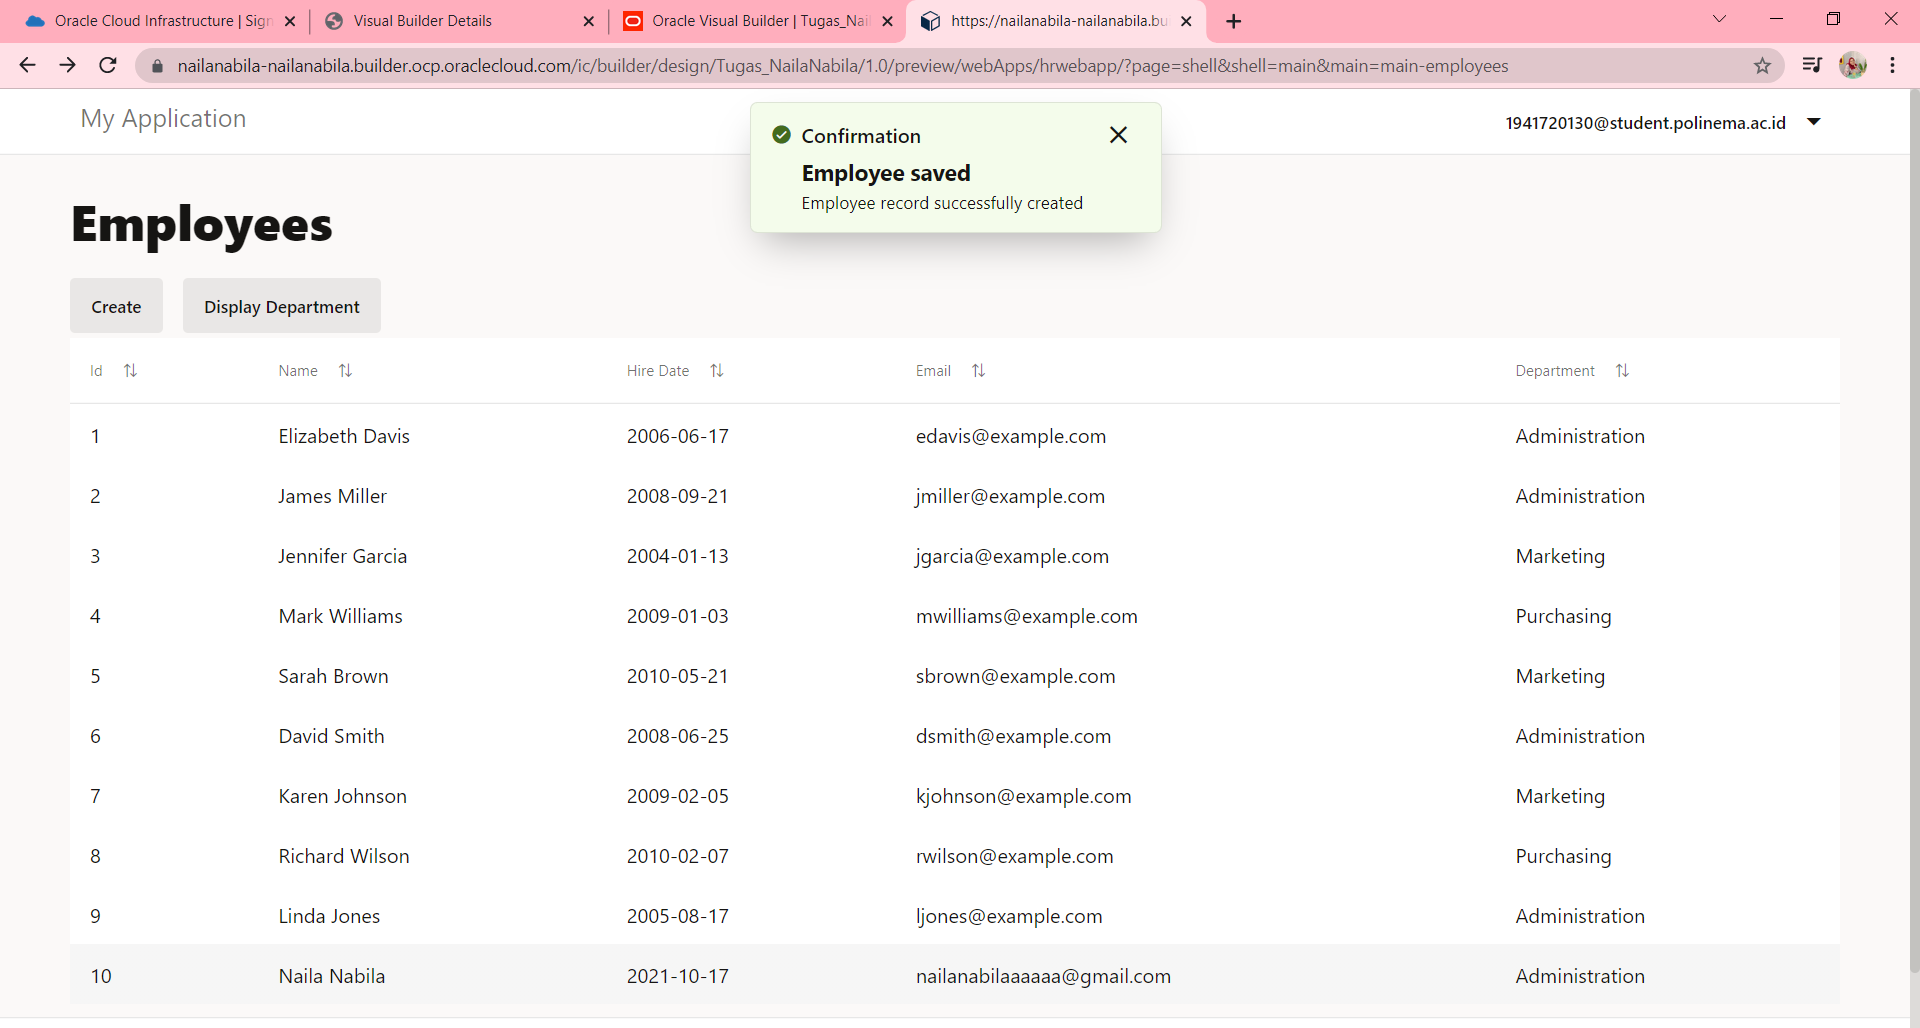 Oracle Cloud Infrastructure | Sign
Visual Builder Details
Oracle Visual Builder | Tugas_Nail
https://nailanabila-nailanabila.bu
nailanabila-nailanabila.builder.ocp.oraclecloud.com/ic/builder/design/Tugas_NailaNabila/1.0/preview/webApps/hrwebapp/?page=shell&shell=main&main=main-employees
My Application
1941720130@student.polinema.ac.id
Confirmation
Employee saved
Employee record successfully created
Employees
Create Display Department
Id Name Hire Date Email Department
1 Elizabeth Davis 2006-06-17 edavis@example.com Administration
2 James Miller 2008-09-21 jmiller@example.com Administration
3 Jennifer Garcia 2004-01-13 jgarcia@example.com Marketing
4 Mark Williams 2009-01-03 mwilliams@example.com Purchasing
5 Sarah Brown 2010-05-21 sbrown@example.com Marketing
6 David Smith 2008-06-25 dsmith@example.com Administration
7 Karen Johnson 2009-02-05 kjohnson@example.com Marketing
8 Richard Wilson 2010-02-07 rwilson@example.com Purchasing
9 Linda Jones 2005-08-17 ljones@example.com Administration
10 Naila Nabila 2021-10-17 nailanabilaaaaaa@gmail.com Administration